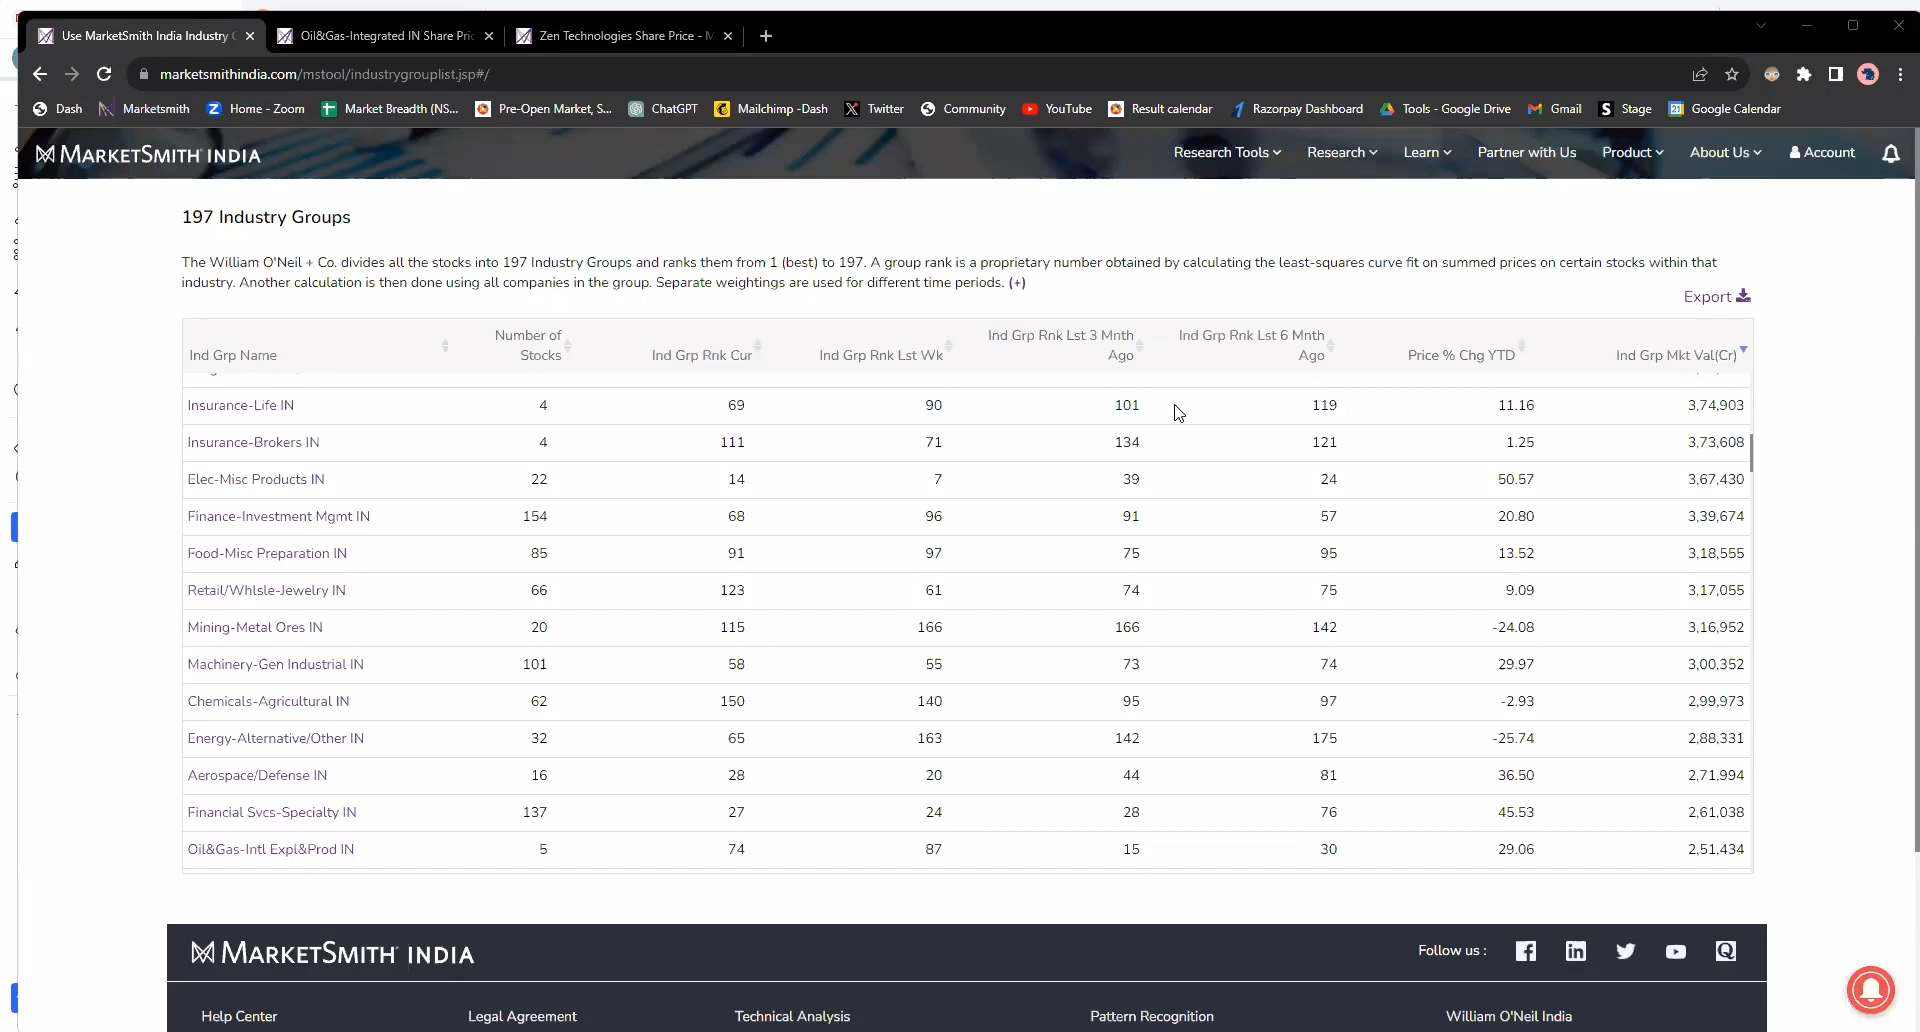 Use MarketSmith India Industry
Oil&Gas-Integrated IN Share Pric
Zen Technologies Share Price - M
marketsmithindia.com/mstool/industrygrouplist.jsp#/
Dash Marketsmith Home - Zoom Market Breadth (NS... Pre-Open Market, S... ChatGPT Mailchimp -Dash Twitter Community YouTube Result calendar Razorpay Dashboard Tools - Google Drive Gmail Stage Google Calendar
MARKETSMITH INDIA Research Tools Research Learn Partner with Us Product About Us Account
197 Industry Groups
The William O'Neil + Co. divides all the stocks into 197 Industry Groups and ranks them from 1 (best) to 197. A group rank is a proprietary number obtained by calculating the least-squares curve fit on summed prices on certain stocks within that
industry. Another calculation is then done using all companies in the group. Separate weightings are used for different time periods. (+)
Export
Ind Grp Name Number of Stocks Ind Grp Rnk Cur Ind Grp Rnk Lst Wk Ind Grp Rnk Lst 3 Mnth Ago Ind Grp Rnk Lst 6 Mnth Ago Price % Chg YTD Ind Grp Mkt Val(Cr)
Insurance-Life IN 4 69 90 101 119 11.16 3,74,903
Insurance-Brokers IN 4 111 71 134 121 1.25 3,73,608
Elec-Misc Products IN 22 14 7 39 24 50.57 3,67,430
Finance-Investment Mgmt IN 154 68 96 91 57 20.80 3,39,674
Food-Misc Preparation IN 85 91 97 75 95 13.52 3,18,555
Retail/Whlsle-Jewelry IN 66 123 61 74 75 9.09 3,17,055
Mining-Metal Ores IN 20 115 166 166 142 -24.08 3,16,952
Machinery-Gen Industrial IN 101 58 55 73 74 29.97 3,00,352
Chemicals-Agricultural IN 62 150 140 95 97 -2.93 2,99,973
Energy-Alternative/Other IN 32 65 163 142 175 -25.74 2,88,331
Aerospace/Defense IN 16 28 20 44 81 36.50 2,71,994
Financial Svcs-Specialty IN 137 27 24 28 76 45.53 2,61,038
Oil&Gas-Intl Expl&Prod IN 5 74 87 15 30 29.06 2,51,434
MARKETSMITH INDIA Follow us :
Help Center Legal Agreement Technical Analysis Pattern Recognition William O'Neil India